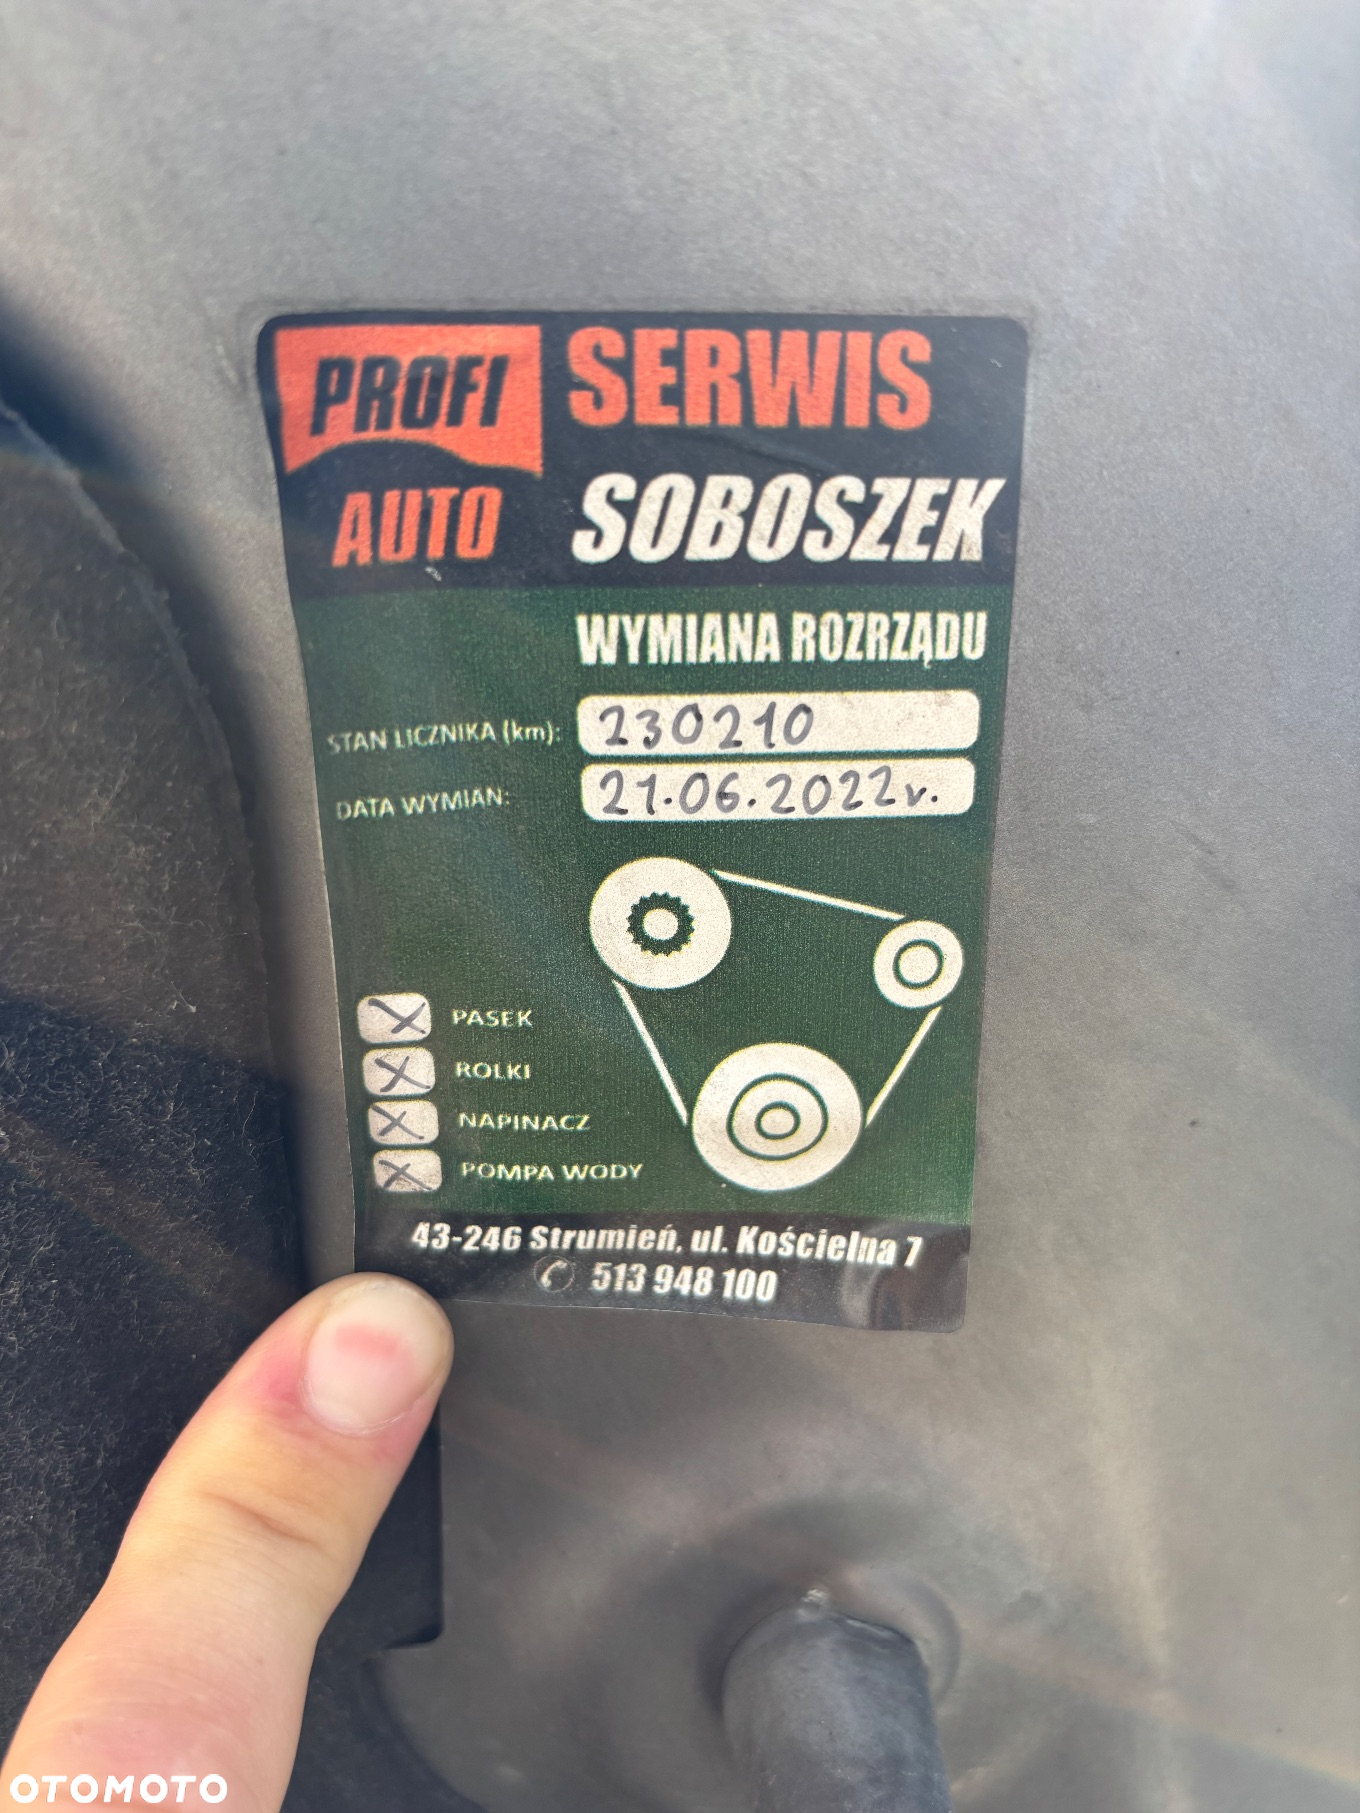 PROFI
AUTO
SERWIS
SOBOSZEK
WYMIANA ROZRZĄDU
STAN LICZNIKA (km): 230210
DATA WYMIAN: 21.06.2022r.
X PASEK
X ROLKI
X NAPINACZ
X POMPA WODY
43-246 Strumień, ul. Kościelna 7
513 948 100
OTOMOTO